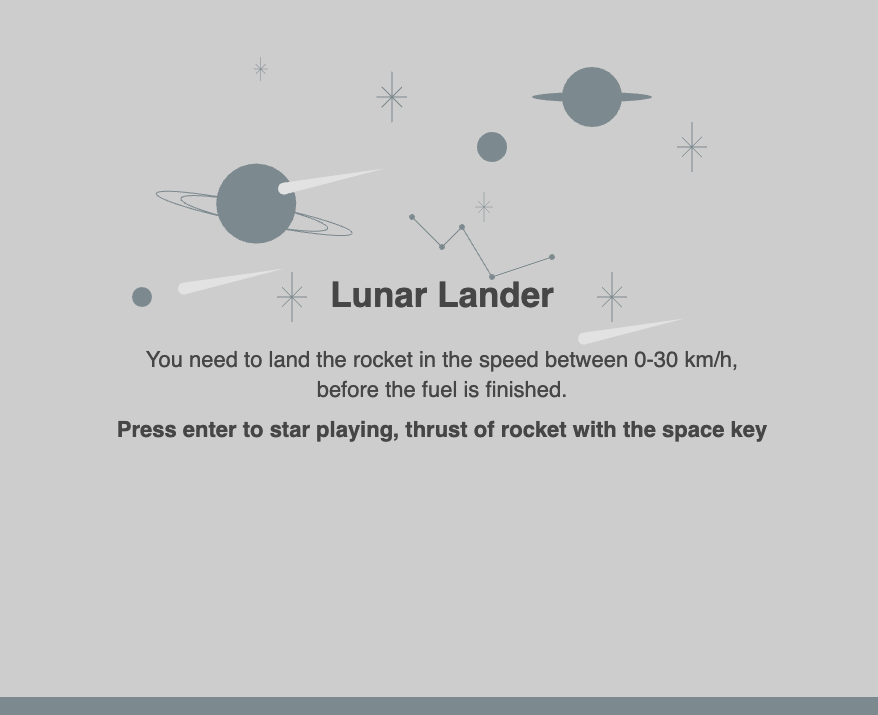 Lunar Lander
You need to land the rocket in the speed between 0-30 km/h,
before the fuel is finished.
Press enter to star playing, thrust of rocket with the space key